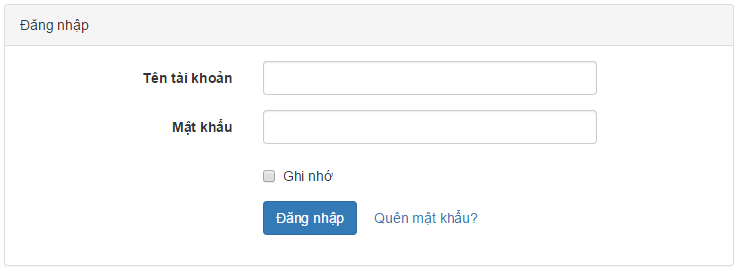 Đăng nhập
Tên tài khoản
Mật khẩu
Ghi nhớ
Đăng nhập Quên mật khẩu?